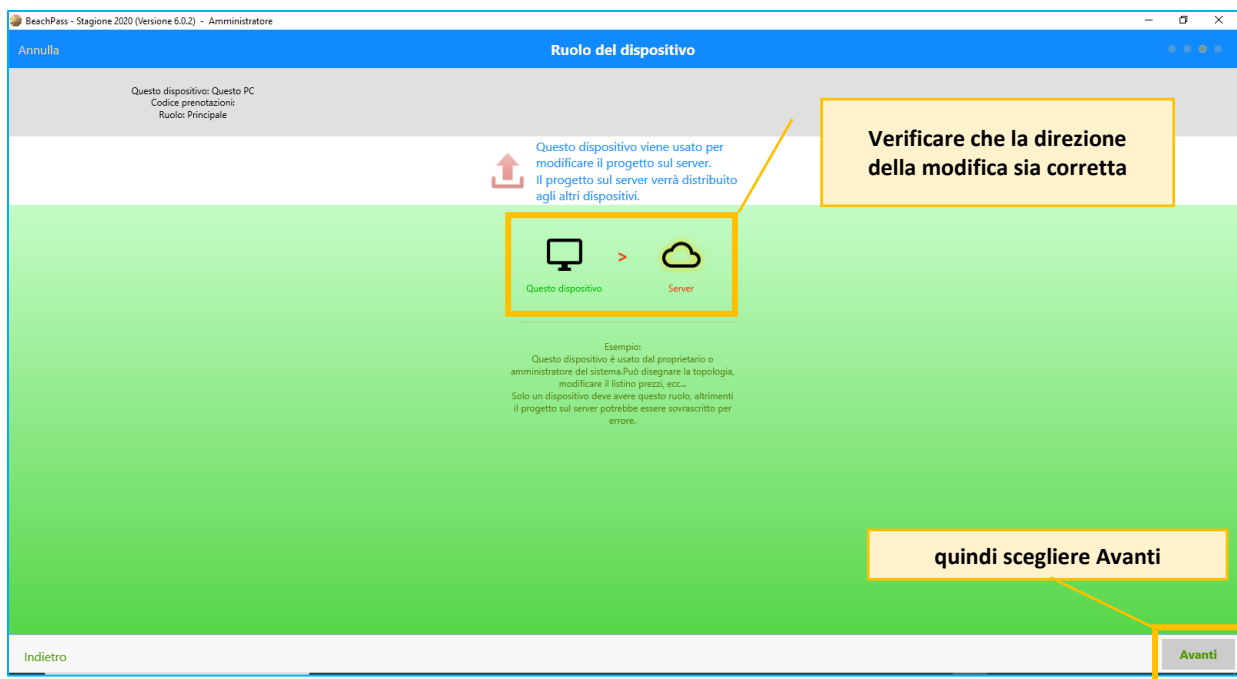 BeachPass - Stagione 2020 (Versione 6.0.2) - Amministratore
Annulla
Ruolo del dispositivo
Questo dispositivo: Questo PC
Codice prenotazioni:
Ruolo: Principale
Verificare che la direzione
della modifica sia corretta
Questo dispositivo viene usato per
modificare il progetto sul server.
Il progetto sul server verrà distribuito
agli altri dispositivi.
>
Questo dispositivo
Server
Esempio:
Questo dispositivo è usato dal proprietario o
amministratore del sistema.Può disegnare la topologia,
modificare il listino prezzi, ecc...
Solo un dispositivo deve avere questo ruolo, altrimenti
il progetto sul server potrebbe essere sovrascritto per
errore.
quindi scegliere Avanti
Indietro
Avanti